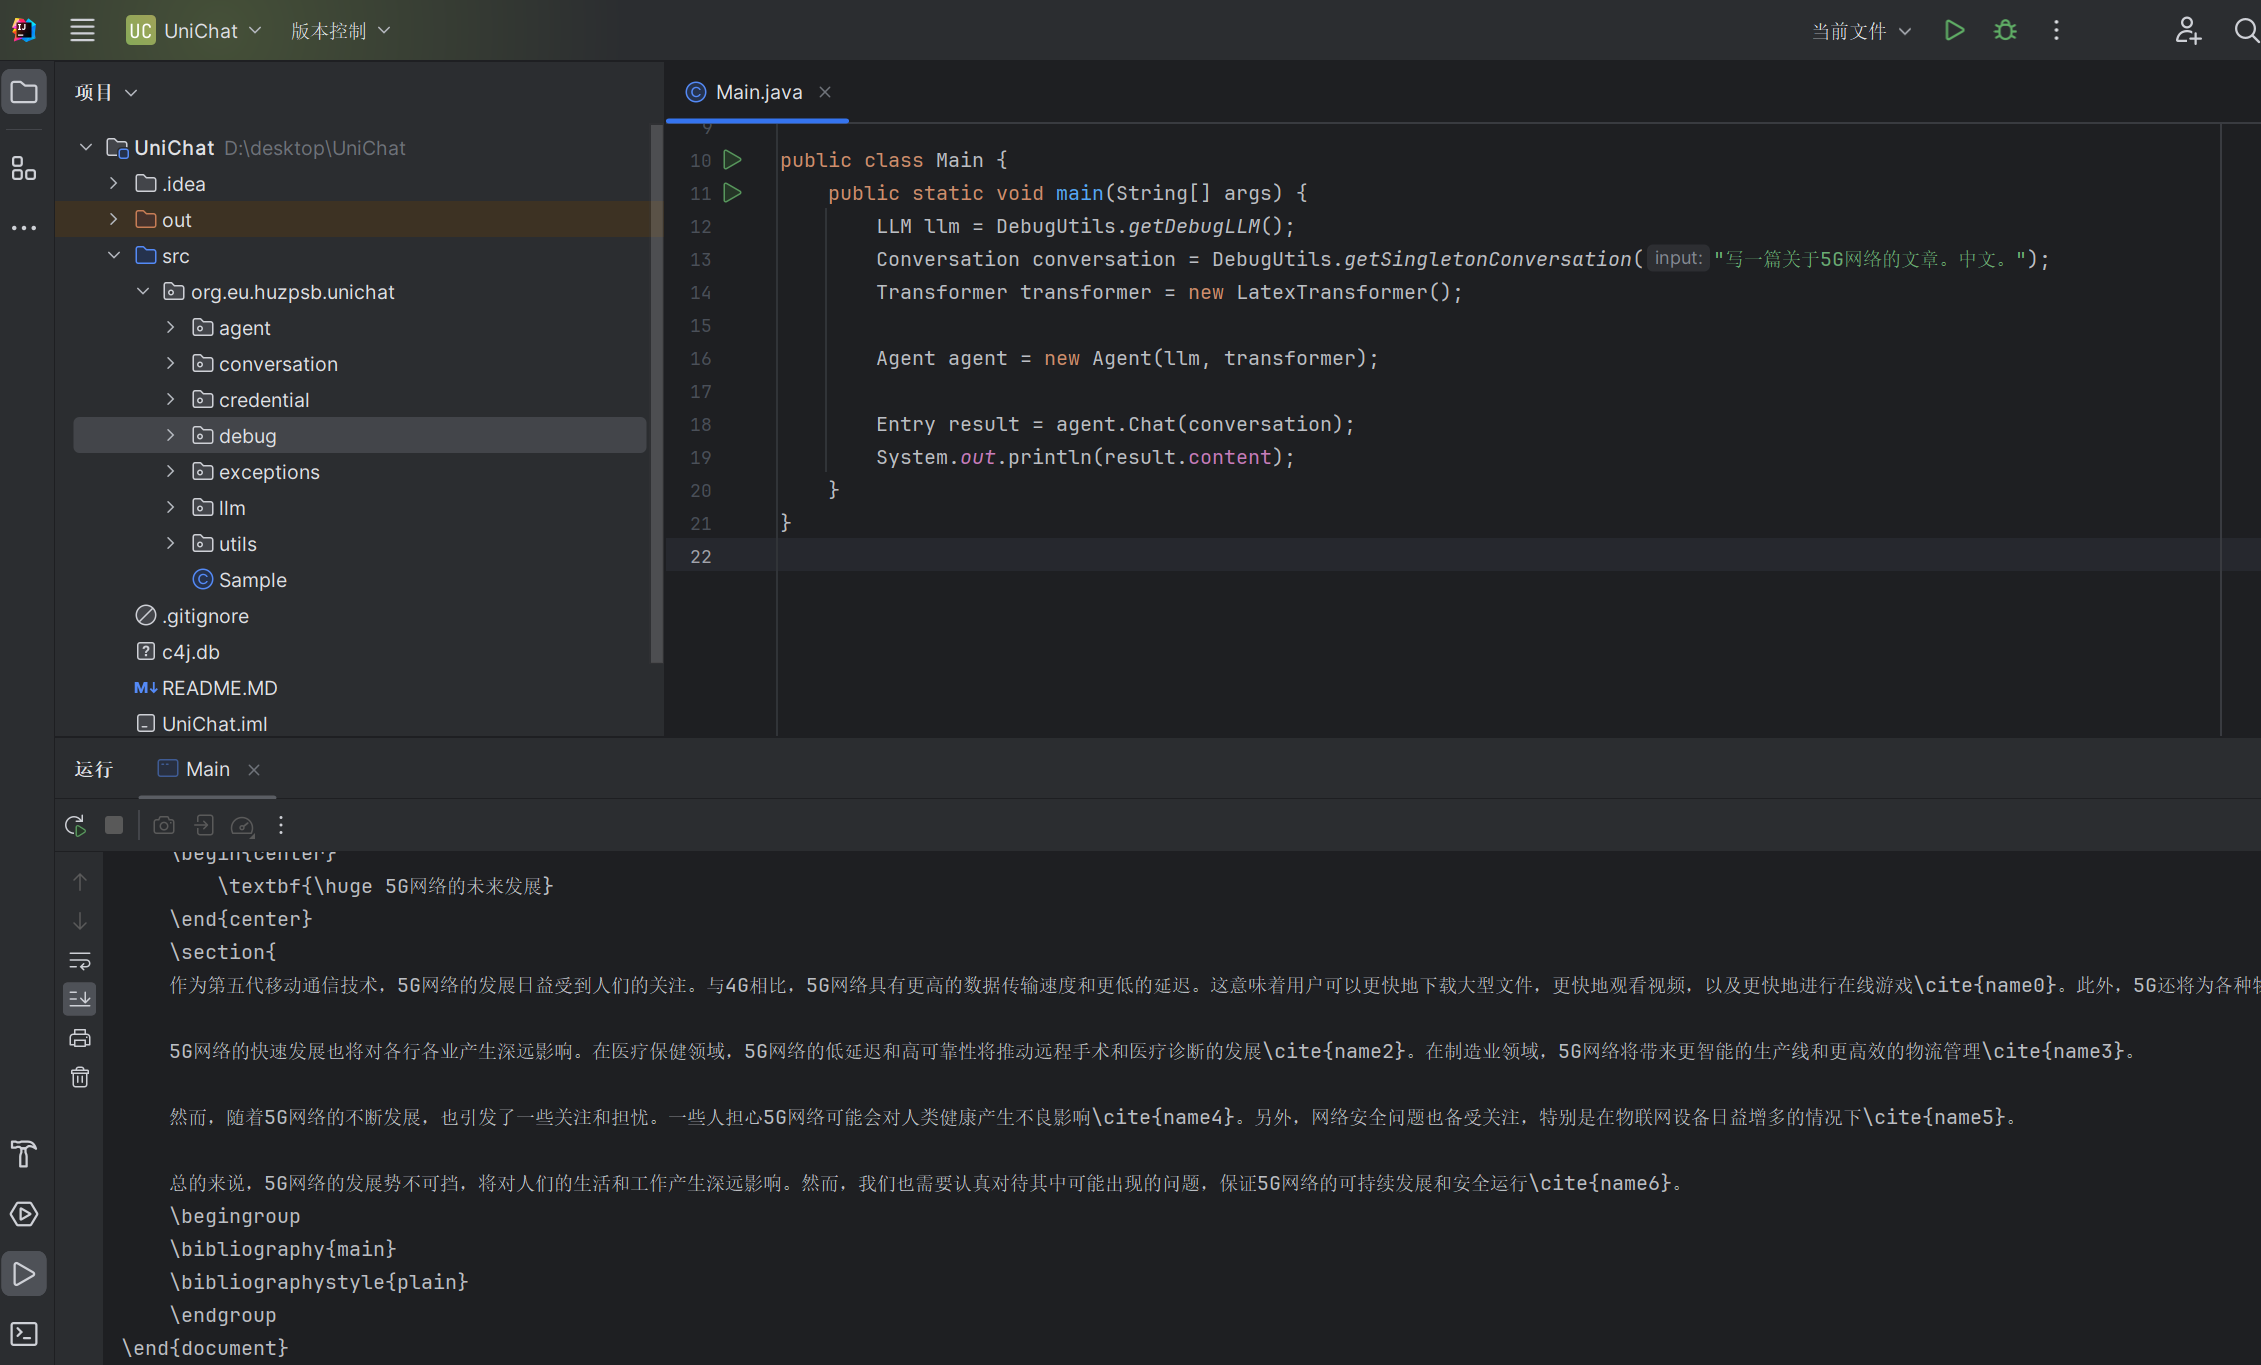 UC UniChat 版本控制 当前文件
项目
Main.java
UniChat D:\desktop\UniChat
.idea
out
src
org.eu.huzpsb.unichat
agent
conversation
credential
debug
exceptions
llm
utils
Sample
.gitignore
c4j.db
README.MD
UniChat.iml
9
10 public class Main {
11 public static void main(String[] args) {
12 LLM llm = DebugUtils.getDebugLLM();
13 Conversation conversation = DebugUtils.getSingletonConversation( input: "写一篇关于5G网络的文章。中文。");
14 Transformer transformer = new LatexTransformer();
15
16 Agent agent = new Agent(llm, transformer);
17
18 Entry result = agent.Chat(conversation);
19 System.out.println(result.content);
20 }
21 }
22
运行 Main
\begin{center}
\textbf{\huge 5G网络的未来发展}
\end{center}
\section{
作为第五代移动通信技术，5G网络的发展日益受到人们的关注。与4G相比，5G网络具有更高的数据传输速度和更低的延迟。这意味着用户可以更快地下载大型文件，更快地观看视频，以及更快地进行在线游戏\cite{name0}。此外，5G还将为各种
5G网络的快速发展也将对各行各业产生深远影响。在医疗保健领域，5G网络的低延迟和高可靠性将推动远程手术和医疗诊断的发展\cite{name2}。在制造业领域，5G网络将带来更智能的生产线和更高效的物流管理\cite{name3}。
然而，随着5G网络的不断发展，也引发了一些关注和担忧。一些人担心5G网络可能会对人类健康产生不良影响\cite{name4}。另外，网络安全问题也备受关注，特别是在物联网设备日益增多的情况下\cite{name5}。
总的来说，5G网络的发展势不可挡，将对人们的生活和工作产生深远影响。然而，我们也需要认真对待其中可能出现的问题，保证5G网络的可持续发展和安全运行\cite{name6}。
\begingroup
\bibliography{main}
\bibliographystyle{plain}
\endgroup
\end{document}